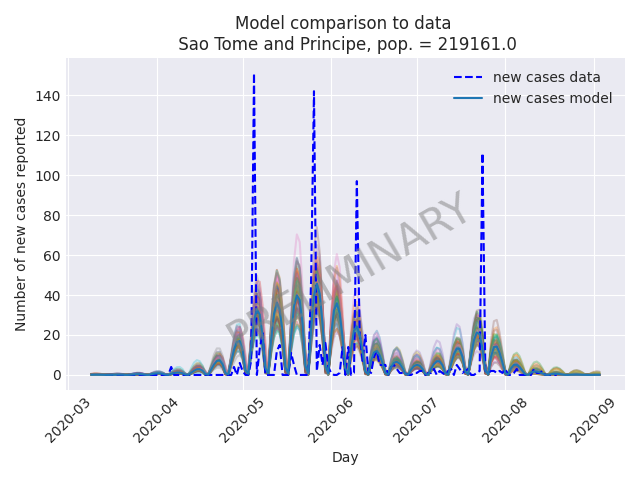 Model comparison to data
Sao Tome and Principe, pop. = 219161.0
new cases data
new cases model
PRELIMINARY
Number of new cases reported
140
120
100
80
60
40
20
0
2020-03
2020-04
2020-05
2020-06
2020-07
2020-08
2020-09
Day